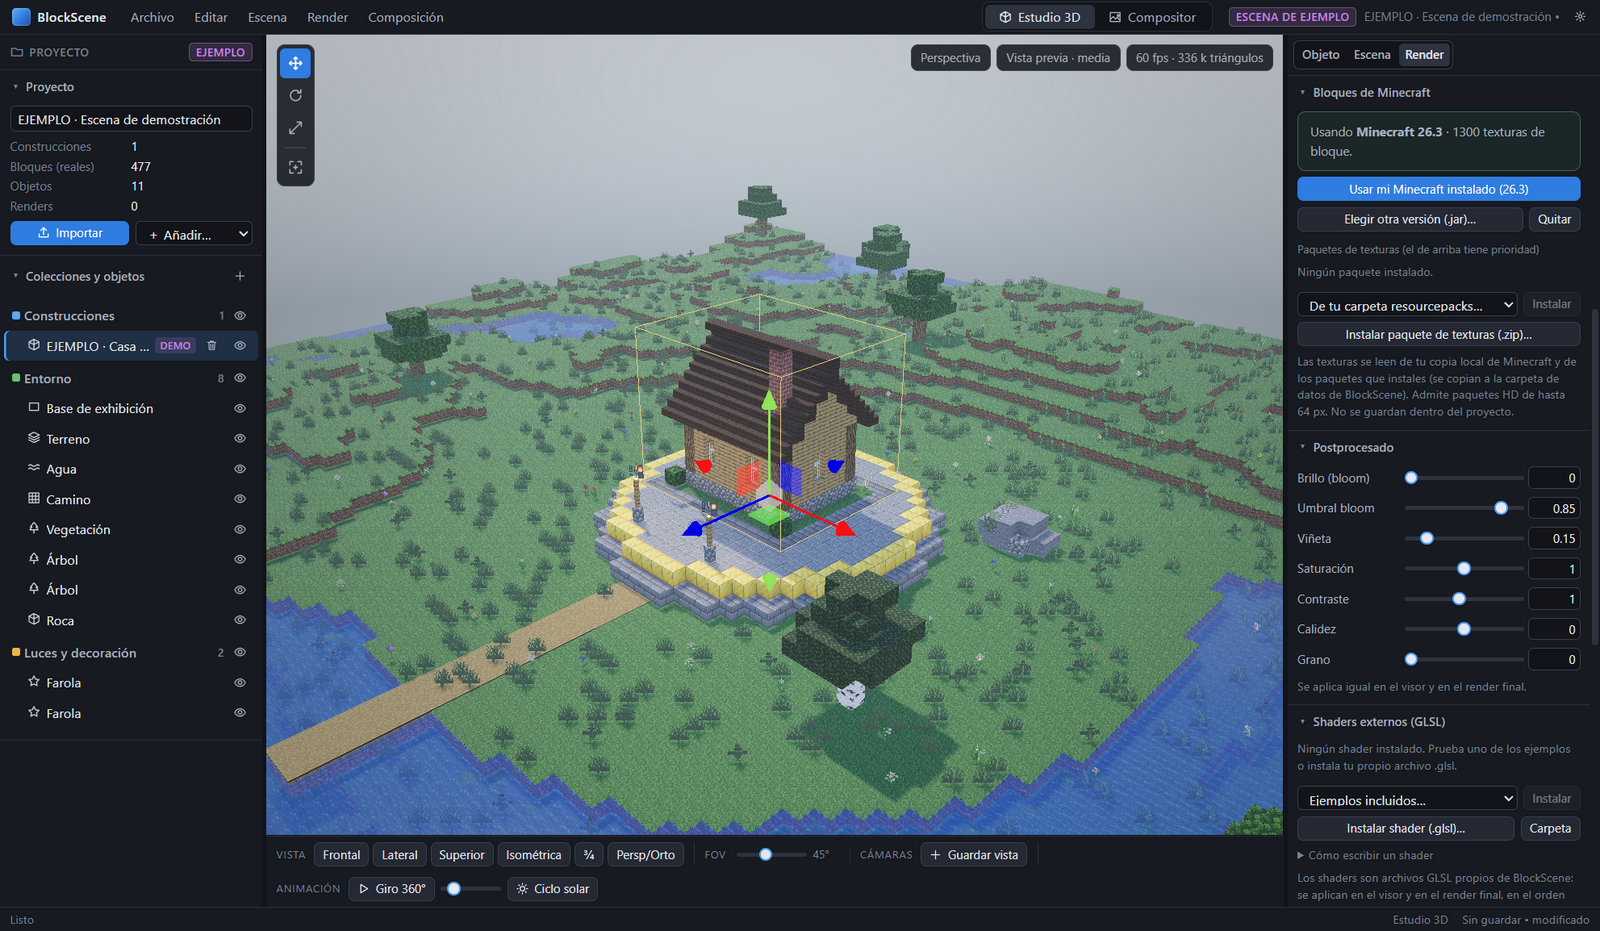 BlockScene
Archivo
Editar
Escena
Render
Composición
Estudio 3D
Compositor
ESCENA DE EJEMPLO
EJEMPLO · Escena de demostración •
PROYECTO
EJEMPLO
Proyecto
EJEMPLO · Escena de demostración
Construcciones 1
Bloques (reales) 477
Objetos 11
Renders 0
Importar
+ Añadir...
Colecciones y objetos
Construcciones 1
EJEMPLO · Casa ... DEMO
Entorno 8
Base de exhibición
Terreno
Agua
Camino
Vegetación
Árbol
Árbol
Roca
Luces y decoración 2
Farola
Farola
Perspectiva
Vista previa · media
60 fps · 336 k triángulos
VISTA
Frontal
Lateral
Superior
Isométrica
¾
Persp/Orto
FOV
45°
CÁMARAS
+ Guardar vista
ANIMACIÓN
Giro 360°
Ciclo solar
Objeto
Escena
Render
Bloques de Minecraft
Usando Minecraft 26.3 · 1300 texturas de
bloque.
Usar mi Minecraft instalado (26.3)
Elegir otra versión (.jar)...
Quitar
Paquetes de texturas (el de arriba tiene prioridad)
Ningún paquete instalado.
De tu carpeta resourcepacks...
Instalar
Instalar paquete de texturas (.zip)...
Las texturas se leen de tu copia local de Minecraft y de
los paquetes que instales (se copian a la carpeta de
datos de BlockScene). Admite paquetes HD de hasta
64 px. No se guardan dentro del proyecto.
Postprocesado
Brillo (bloom) 0
Umbral bloom 0.85
Viñeta 0.15
Saturación 1
Contraste 1
Calidez 0
Grano 0
Se aplica igual en el visor y en el render final.
Shaders externos (GLSL)
Ningún shader instalado. Prueba uno de los ejemplos
o instala tu propio archivo .glsl.
Ejemplos incluidos...
Instalar
Instalar shader (.glsl)...
Carpeta
Cómo escribir un shader
Los shaders son archivos GLSL propios de BlockScene:
se aplican en el visor y en el render final, en el orden
Listo
Estudio 3D
Sin guardar • modificado